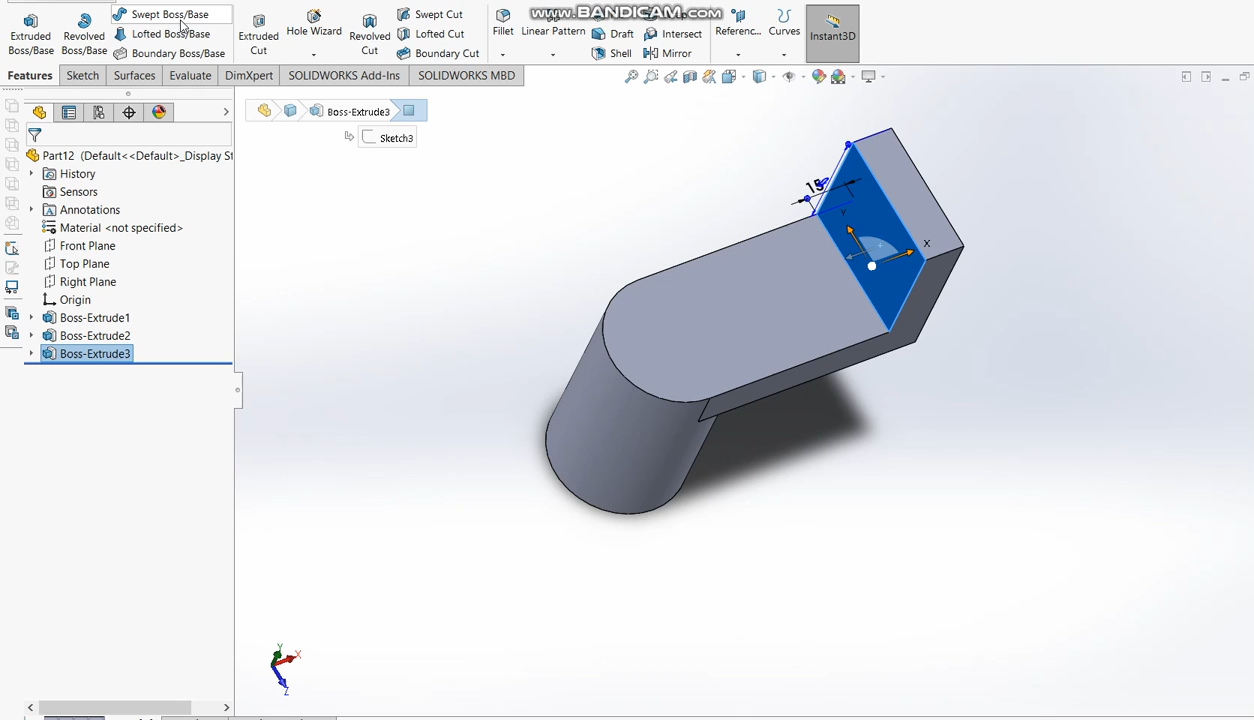 Extruded Boss/Base
Revolved Boss/Base
Swept Boss/Base
Lofted Boss/Base
Boundary Boss/Base
Extruded Cut
Hole Wizard
Revolved Cut
Swept Cut
Lofted Cut
Boundary Cut
Fillet
Linear Pattern
Draft
Shell
Intersect
Mirror
Referenc...
Curves
Instant3D
www.BANDICAM.com
Features
Sketch
Surfaces
Evaluate
DimXpert
SOLIDWORKS Add-Ins
SOLIDWORKS MBD
Boss-Extrude3
Sketch3
Part12 (Default<<Default>_Display St
History
Sensors
Annotations
Material <not specified>
Front Plane
Top Plane
Right Plane
Origin
Boss-Extrude1
Boss-Extrude2
Boss-Extrude3
15
Y
X
Y
X
Z